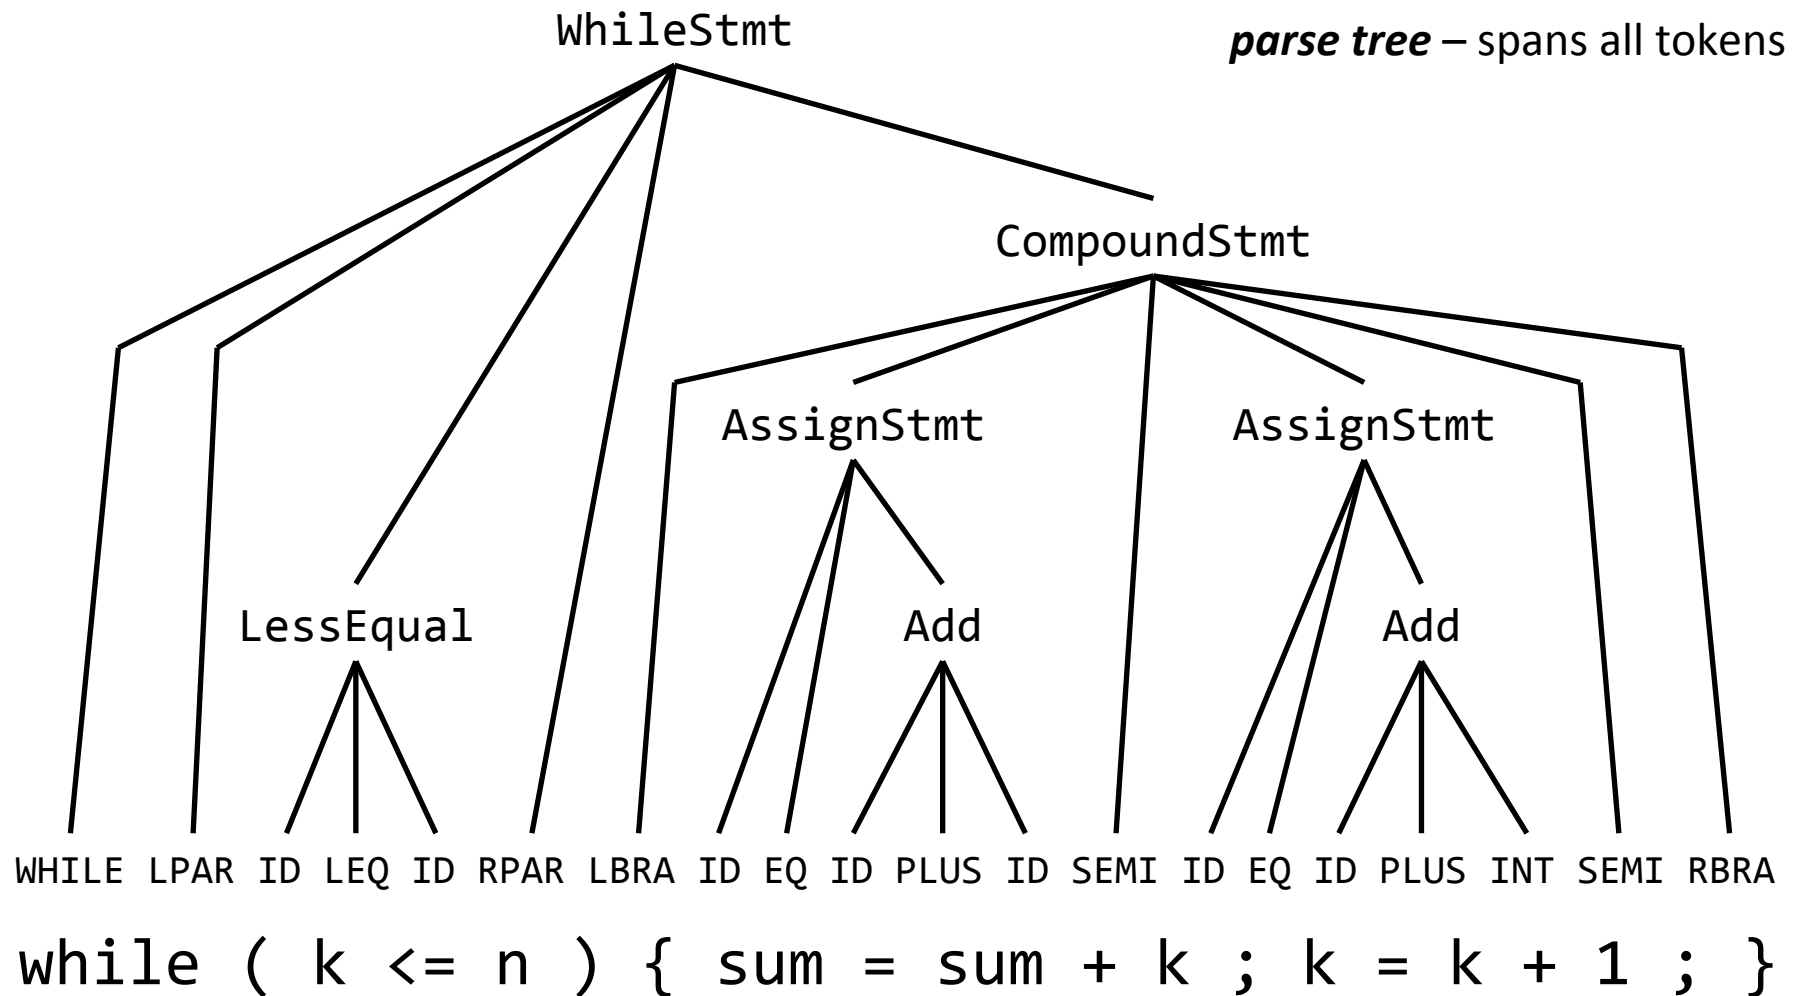 WhileStmt
parse tree – spans all tokens
CompoundStmt
AssignStmt AssignStmt
LessEqual Add Add
WHILE LPAR ID LEQ ID RPAR LBRA ID EQ ID PLUS ID SEMI ID EQ ID PLUS INT SEMI RBRA
while ( k <= n ) { sum = sum + k ; k = k + 1 ; }